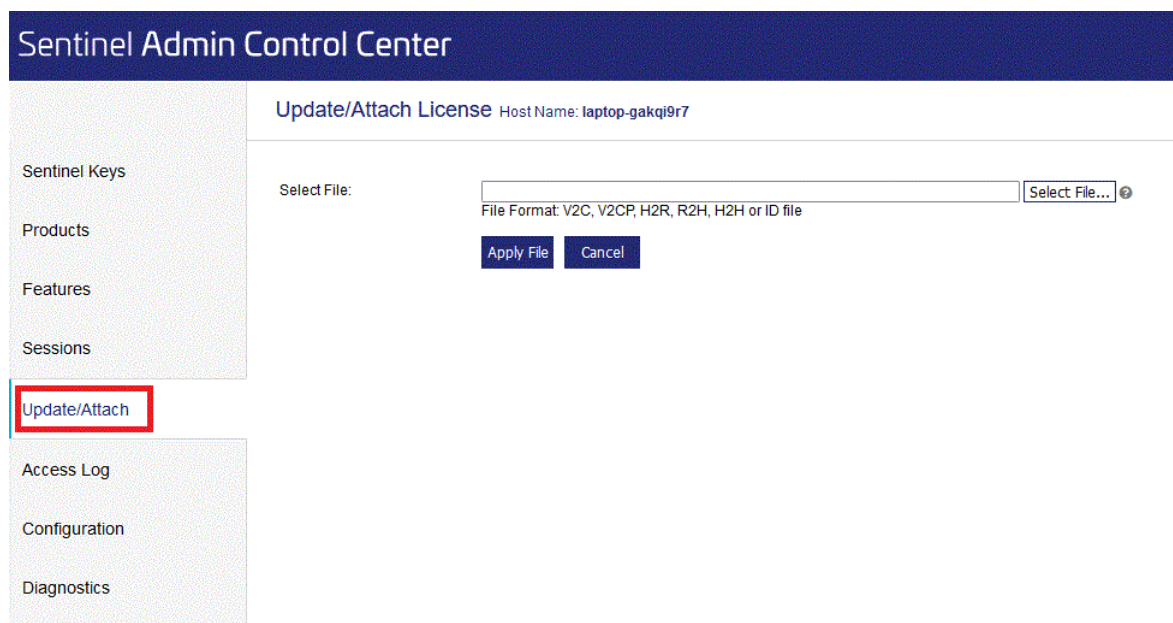 Sentinel Admin Control Center
Update/Attach License Host Name: laptop-gakqi9r7
Sentinel Keys
Products
Features
Sessions
Update/Attach
Access Log
Configuration
Diagnostics
Select File:
Select File... ?
File Format: V2C, V2CP, H2R, R2H, H2H or ID file
Apply File Cancel